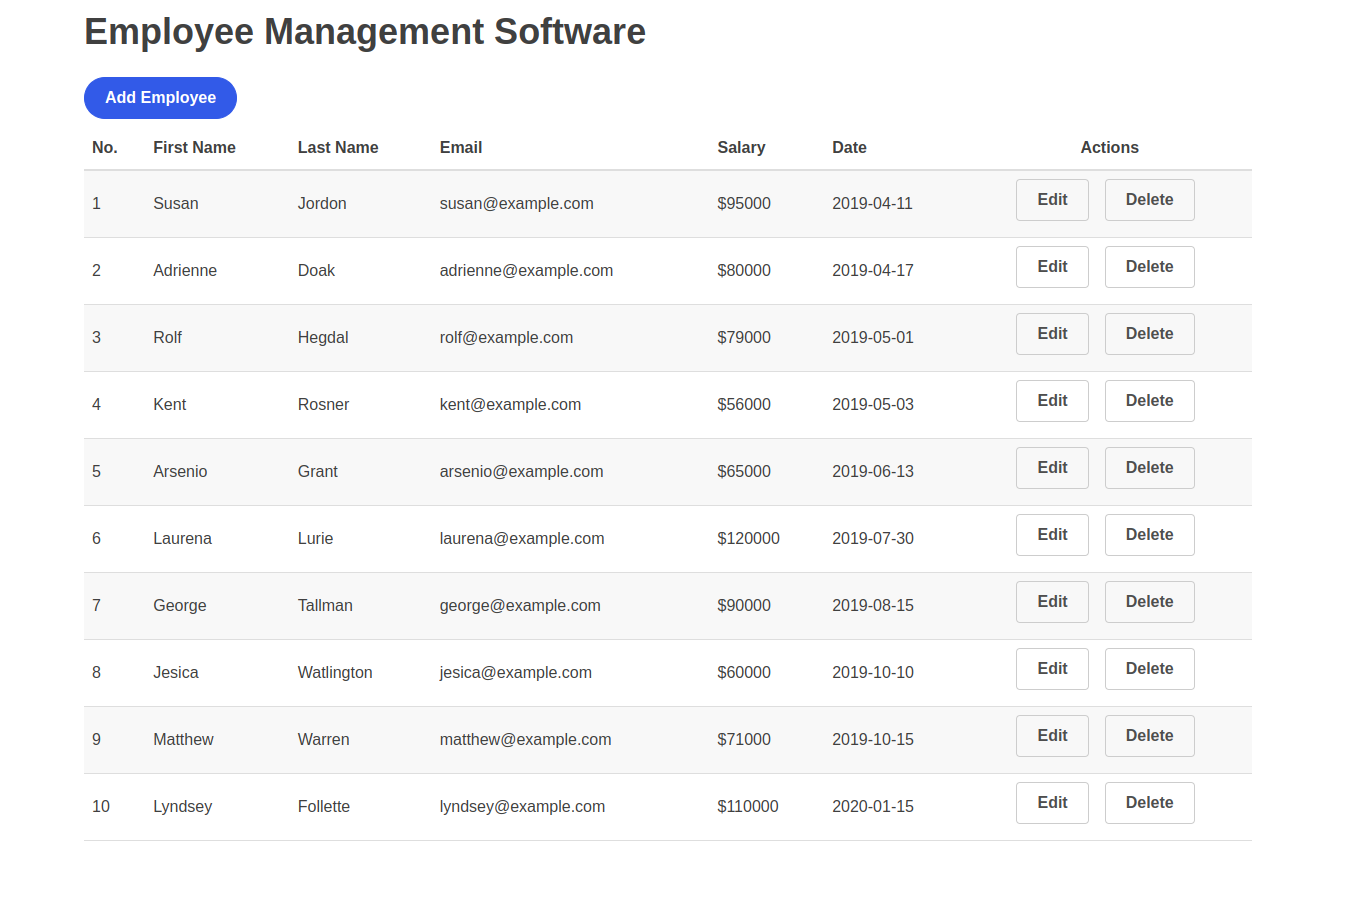 Employee Management Software
Add Employee
No. First Name Last Name Email Salary Date Actions
1 Susan Jordon susan@example.com $95000 2019-04-11 Edit Delete
2 Adrienne Doak adrienne@example.com $80000 2019-04-17 Edit Delete
3 Rolf Hegdal rolf@example.com $79000 2019-05-01 Edit Delete
4 Kent Rosner kent@example.com $56000 2019-05-03 Edit Delete
5 Arsenio Grant arsenio@example.com $65000 2019-06-13 Edit Delete
6 Laurena Lurie laurena@example.com $120000 2019-07-30 Edit Delete
7 George Tallman george@example.com $90000 2019-08-15 Edit Delete
8 Jesica Watlington jesica@example.com $60000 2019-10-10 Edit Delete
9 Matthew Warren matthew@example.com $71000 2019-10-15 Edit Delete
10 Lyndsey Follette lyndsey@example.com $110000 2020-01-15 Edit Delete